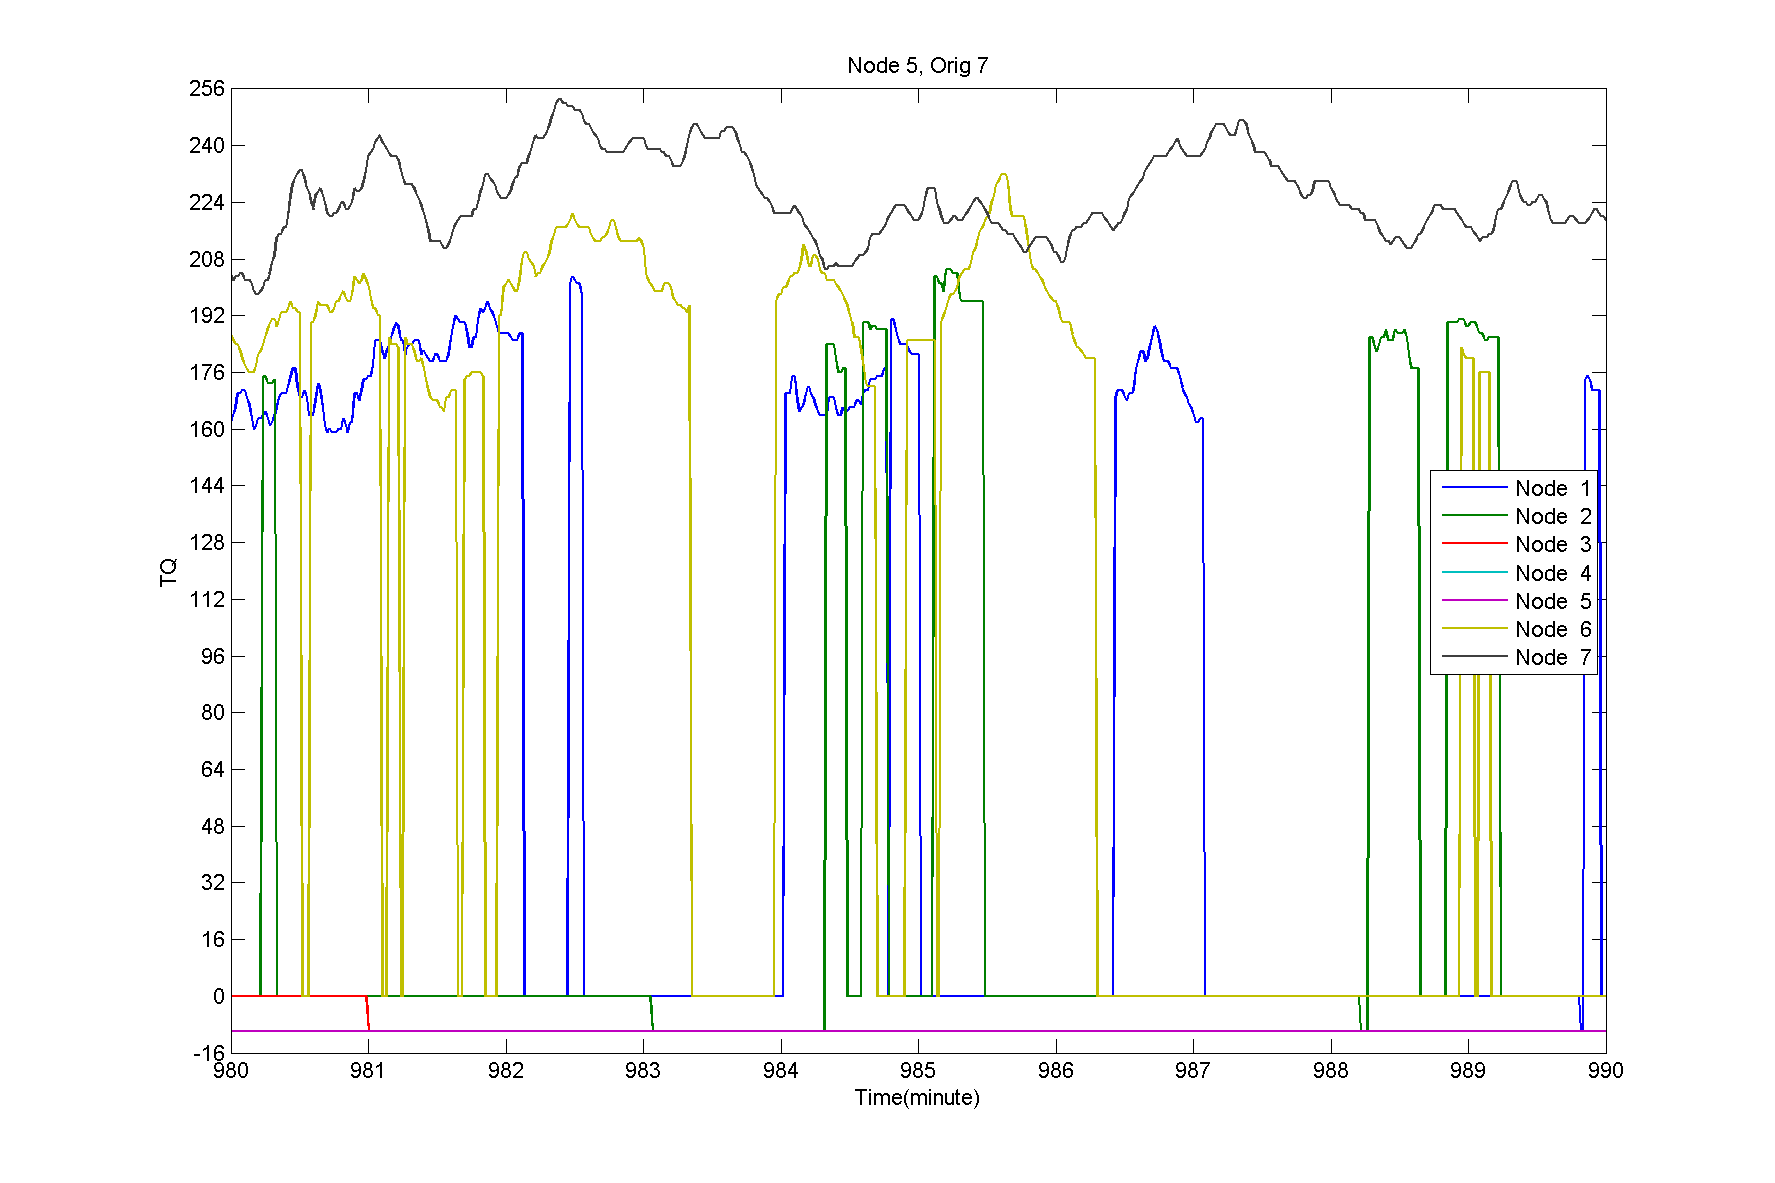 Node 5, Orig 7
256
240
224
208
192
176
160
144
128
112
96
80
64
48
32
16
0
-16
TQ
Node 1
Node 2
Node 3
Node 4
Node 5
Node 6
Node 7
980 981 982 983 984 985 986 987 988 989 990
Time(minute)